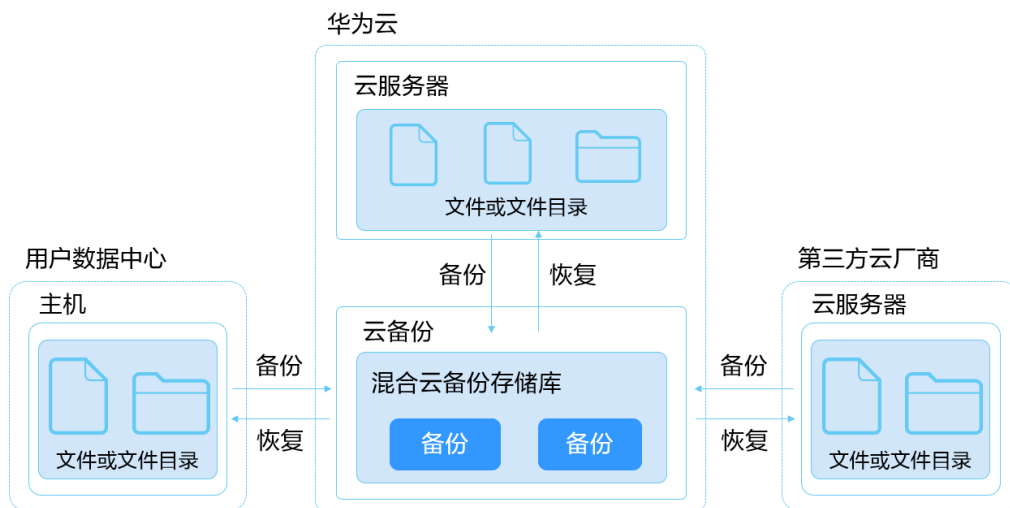 华为云
云服务器
文件或文件目录
备份
恢复
用户数据中心
主机
文件或文件目录
备份
恢复
云备份
混合云备份存储库
备份
备份
第三方云厂商
云服务器
文件或文件目录
备份
恢复